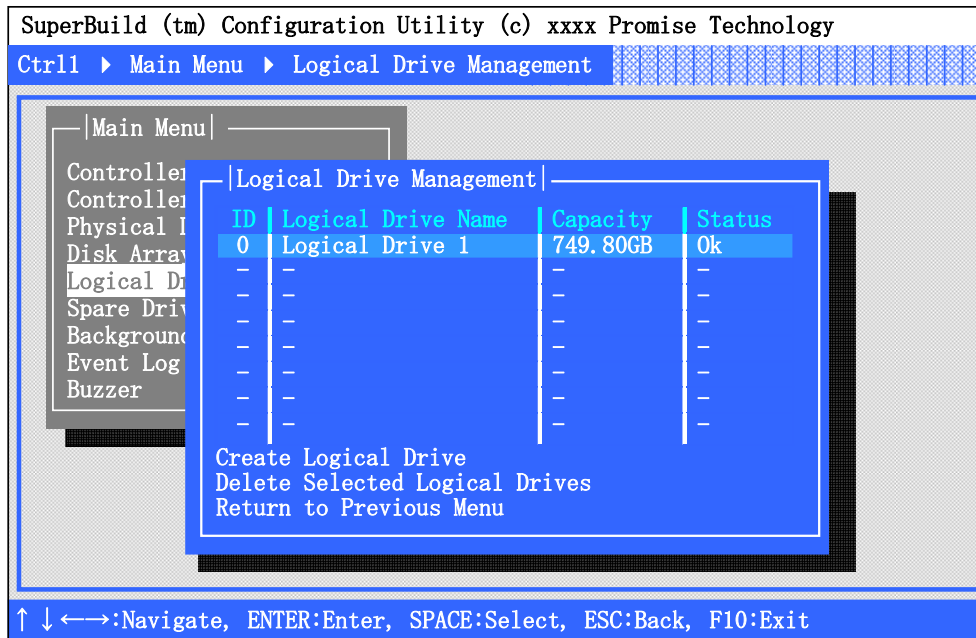 SuperBuild (tm) Configuration Utility (c) xxxx Promise Technology
Ctrl1 ▶ Main Menu ▶ Logical Drive Management
Main Menu
Controller
Controller
Physical
Disk Array
Logical
Spare
Background
Event Log
Buzzer
Logical Drive Management
ID Logical Drive Name Capacity Status
0 Logical Drive 1 749.80GB Ok
– – – –
– – – –
– – – –
– – – –
– – – –
– – – –
– – – –
Create Logical Drive
Delete Selected Logical Drives
Return to Previous Menu
↑↓←→:Navigate, ENTER:Enter, SPACE:Select, ESC:Back, F10:Exit